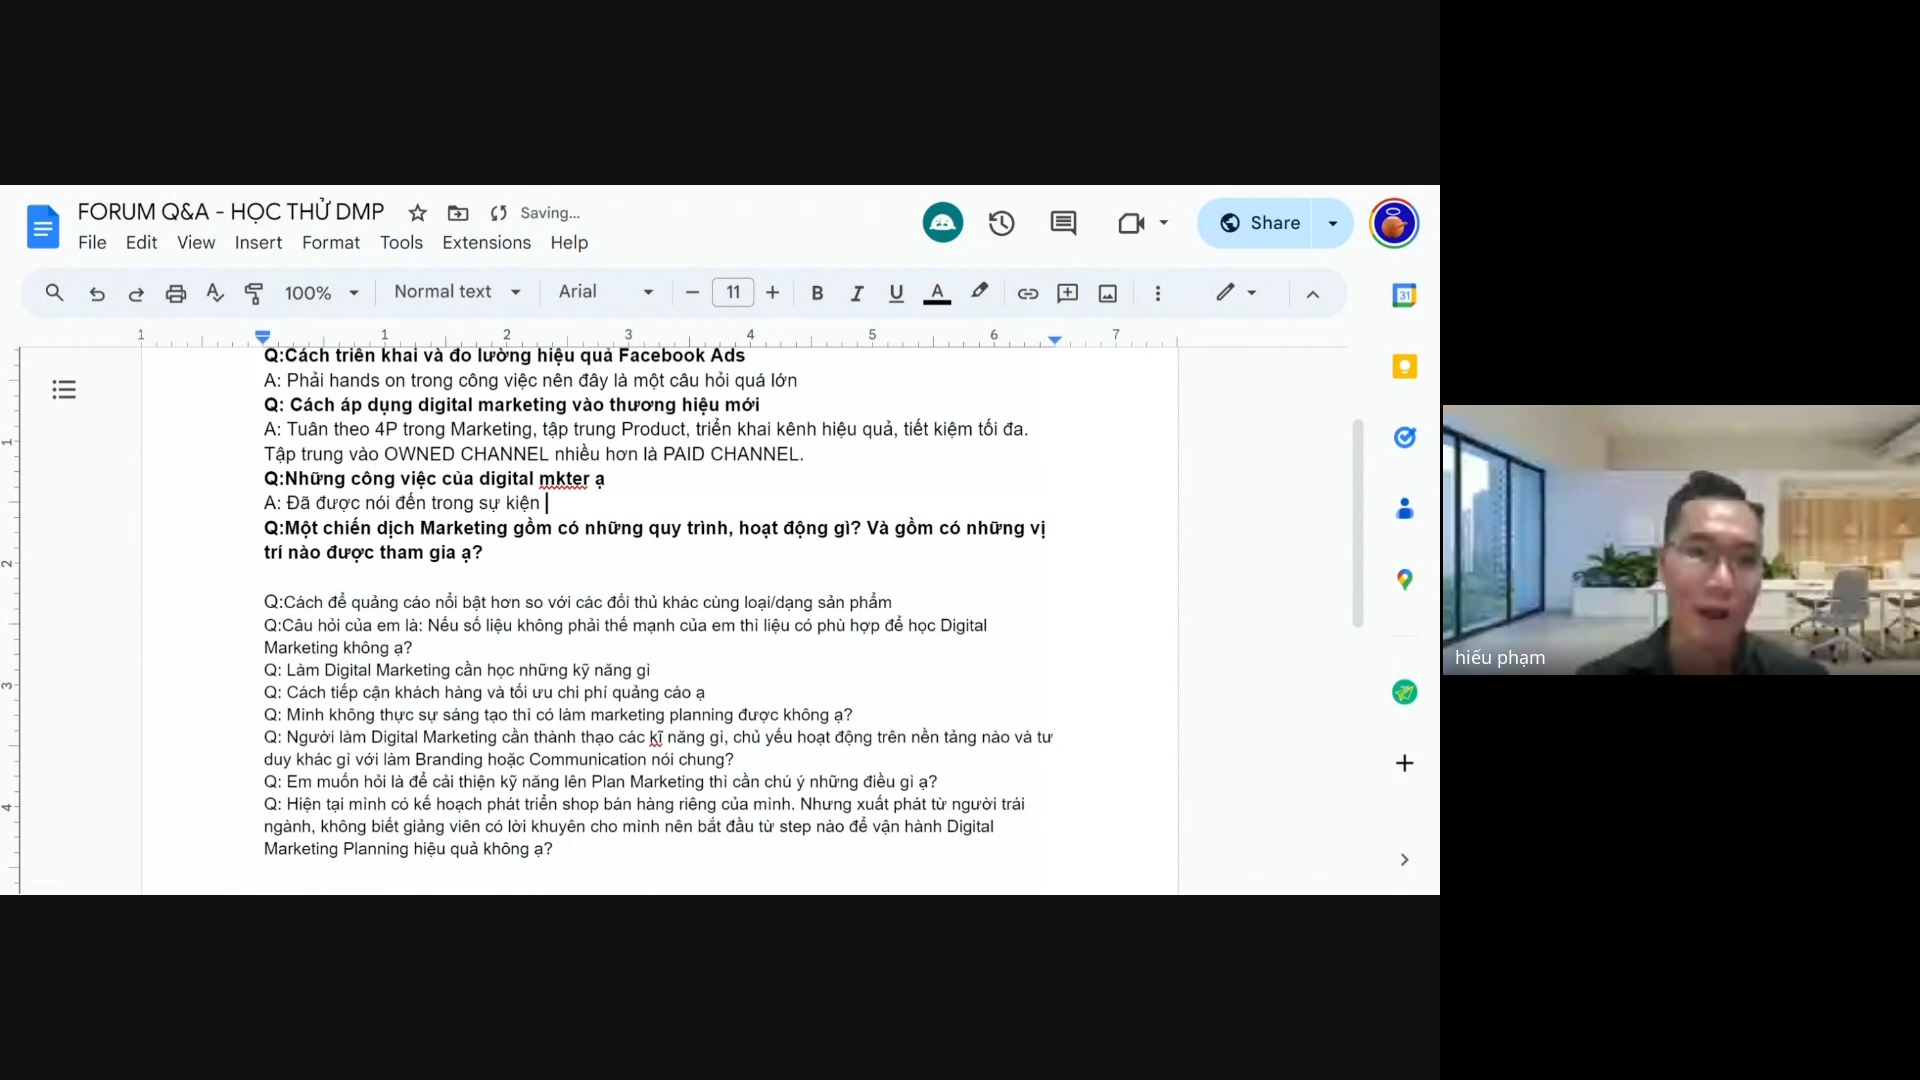 FORUM Q&A - HỌC THỬ DMP
Saving...
File Edit View Insert Format Tools Extensions Help
Share
100% Normal text Arial 11 B I U A
31
1 1 2 3 4 5 6 7
Q:Cách triên khai và đo lường hiệu quả Facebook Ads
A: Phải hands on trong công việc nên đây là một câu hỏi quá lớn
Q: Cách áp dụng digital marketing vào thương hiệu mới
A: Tuân theo 4P trong Marketing, tập trung Product, triển khai kênh hiệu quả, tiết kiệm tối đa.
Tập trung vào OWNED CHANNEL nhiều hơn là PAID CHANNEL.
Q:Những công việc của digital mkter ạ
A: Đã được nói đến trong sự kiện
Q:Một chiến dịch Marketing gồm có những quy trình, hoạt động gì? Và gồm có những vị
trí nào được tham gia ạ?
Q:Cách để quảng cáo nổi bật hơn so với các đối thủ khác cùng loại/dạng sản phẩm
Q:Câu hỏi của em là: Nếu số liệu không phải thế mạnh của em thì liệu có phù hợp để học Digital
Marketing không ạ?
Q: Làm Digital Marketing cần học những kỹ năng gì
Q: Cách tiếp cận khách hàng và tối ưu chi phí quảng cáo ạ
Q: Mình không thực sự sáng tạo thì có làm marketing planning được không ạ?
Q: Người làm Digital Marketing cần thành thạo các kĩ năng gì, chủ yếu hoạt động trên nền tảng nào và tư
duy khác gì với làm Branding hoặc Communication nói chung?
Q: Em muốn hỏi là để cải thiện kỹ năng lên Plan Marketing thì cần chú ý những điều gì ạ?
Q: Hiện tại mình có kế hoạch phát triển shop bán hàng riêng của mình. Nhưng xuất phát từ người trái
ngành, không biết giảng viên có lời khuyên cho mình nên bắt đầu từ step nào để vận hành Digital
Marketing Planning hiệu quả không ạ?
1
2
3
4
hiếu phạm